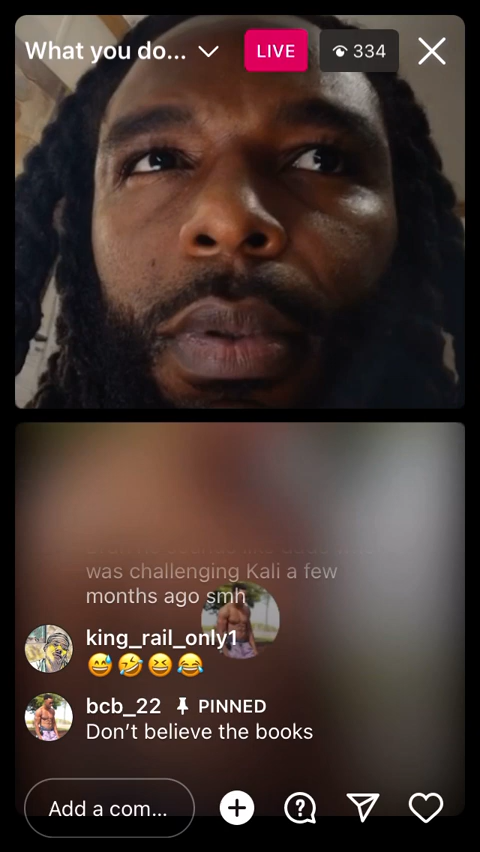 What you do...
LIVE
334
was challenging Kali a few
months ago smh
king_rail_only1
😅🤣😆😂
bcb_22 PINNED
Don’t believe the books
Add a com...